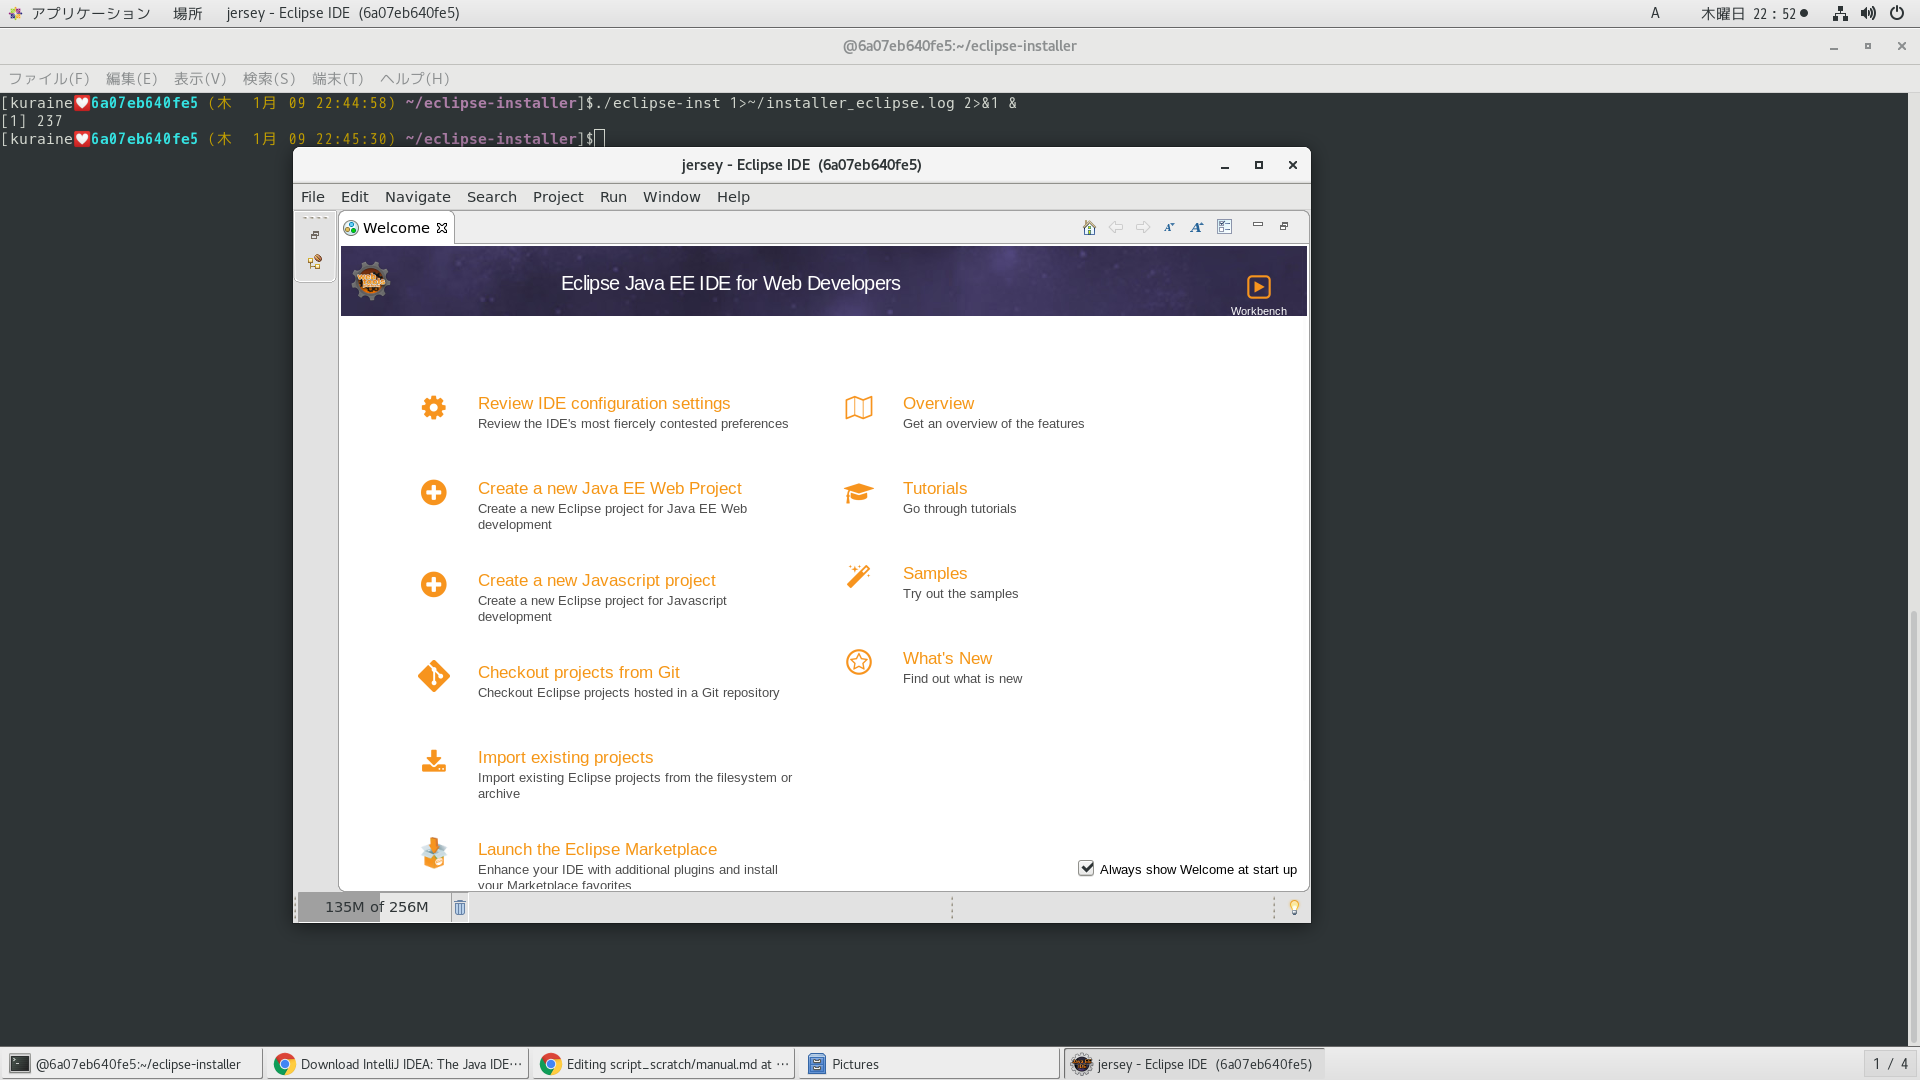 アプリケーション 場所 jersey - Eclipse IDE (6a07eb640fe5) A 木曜日 22：52
@6a07eb640fe5:~/eclipse-installer
ファイル(F) 編集(E) 表示(V) 検索(S) 端末(T) ヘルプ(H)
[kuraine♥6a07eb640fe5 (木  1月 09 22:44:58) ~/eclipse-installer]$./eclipse-inst 1>~/installer_eclipse.log 2>&1 &
[1] 237
[kuraine♥6a07eb640fe5 (木  1月 09 22:45:30) ~/eclipse-installer]$
jersey - Eclipse IDE (6a07eb640fe5)
File Edit Navigate Search Project Run Window Help
Welcome
Eclipse Java EE IDE for Web Developers
Workbench
Review IDE configuration settings
Review the IDE's most fiercely contested preferences
Create a new Java EE Web Project
Create a new Eclipse project for Java EE Web
development
Create a new Javascript project
Create a new Eclipse project for Javascript
development
Checkout projects from Git
Checkout Eclipse projects hosted in a Git repository
Import existing projects
Import existing Eclipse projects from the filesystem or
archive
Launch the Eclipse Marketplace
Enhance your IDE with additional plugins and install
your Marketplace favorites
Overview
Get an overview of the features
Tutorials
Go through tutorials
Samples
Try out the samples
What's New
Find out what is new
Always show Welcome at start up
135M of 256M
@6a07eb640fe5:~/eclipse-installer Download IntelliJ IDEA: The Java IDE… Editing script_scratch/manual.md at … Pictures jersey - Eclipse IDE (6a07eb640fe5) 1 / 4